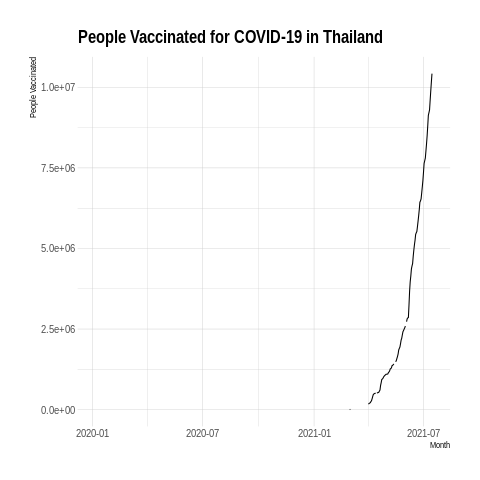 People Vaccinated for COVID-19 in Thailand
People Vaccinated
1.0e+07
7.5e+06
5.0e+06
2.5e+06
0.0e+00
2020-01 2020-07 2021-01 2021-07
Month